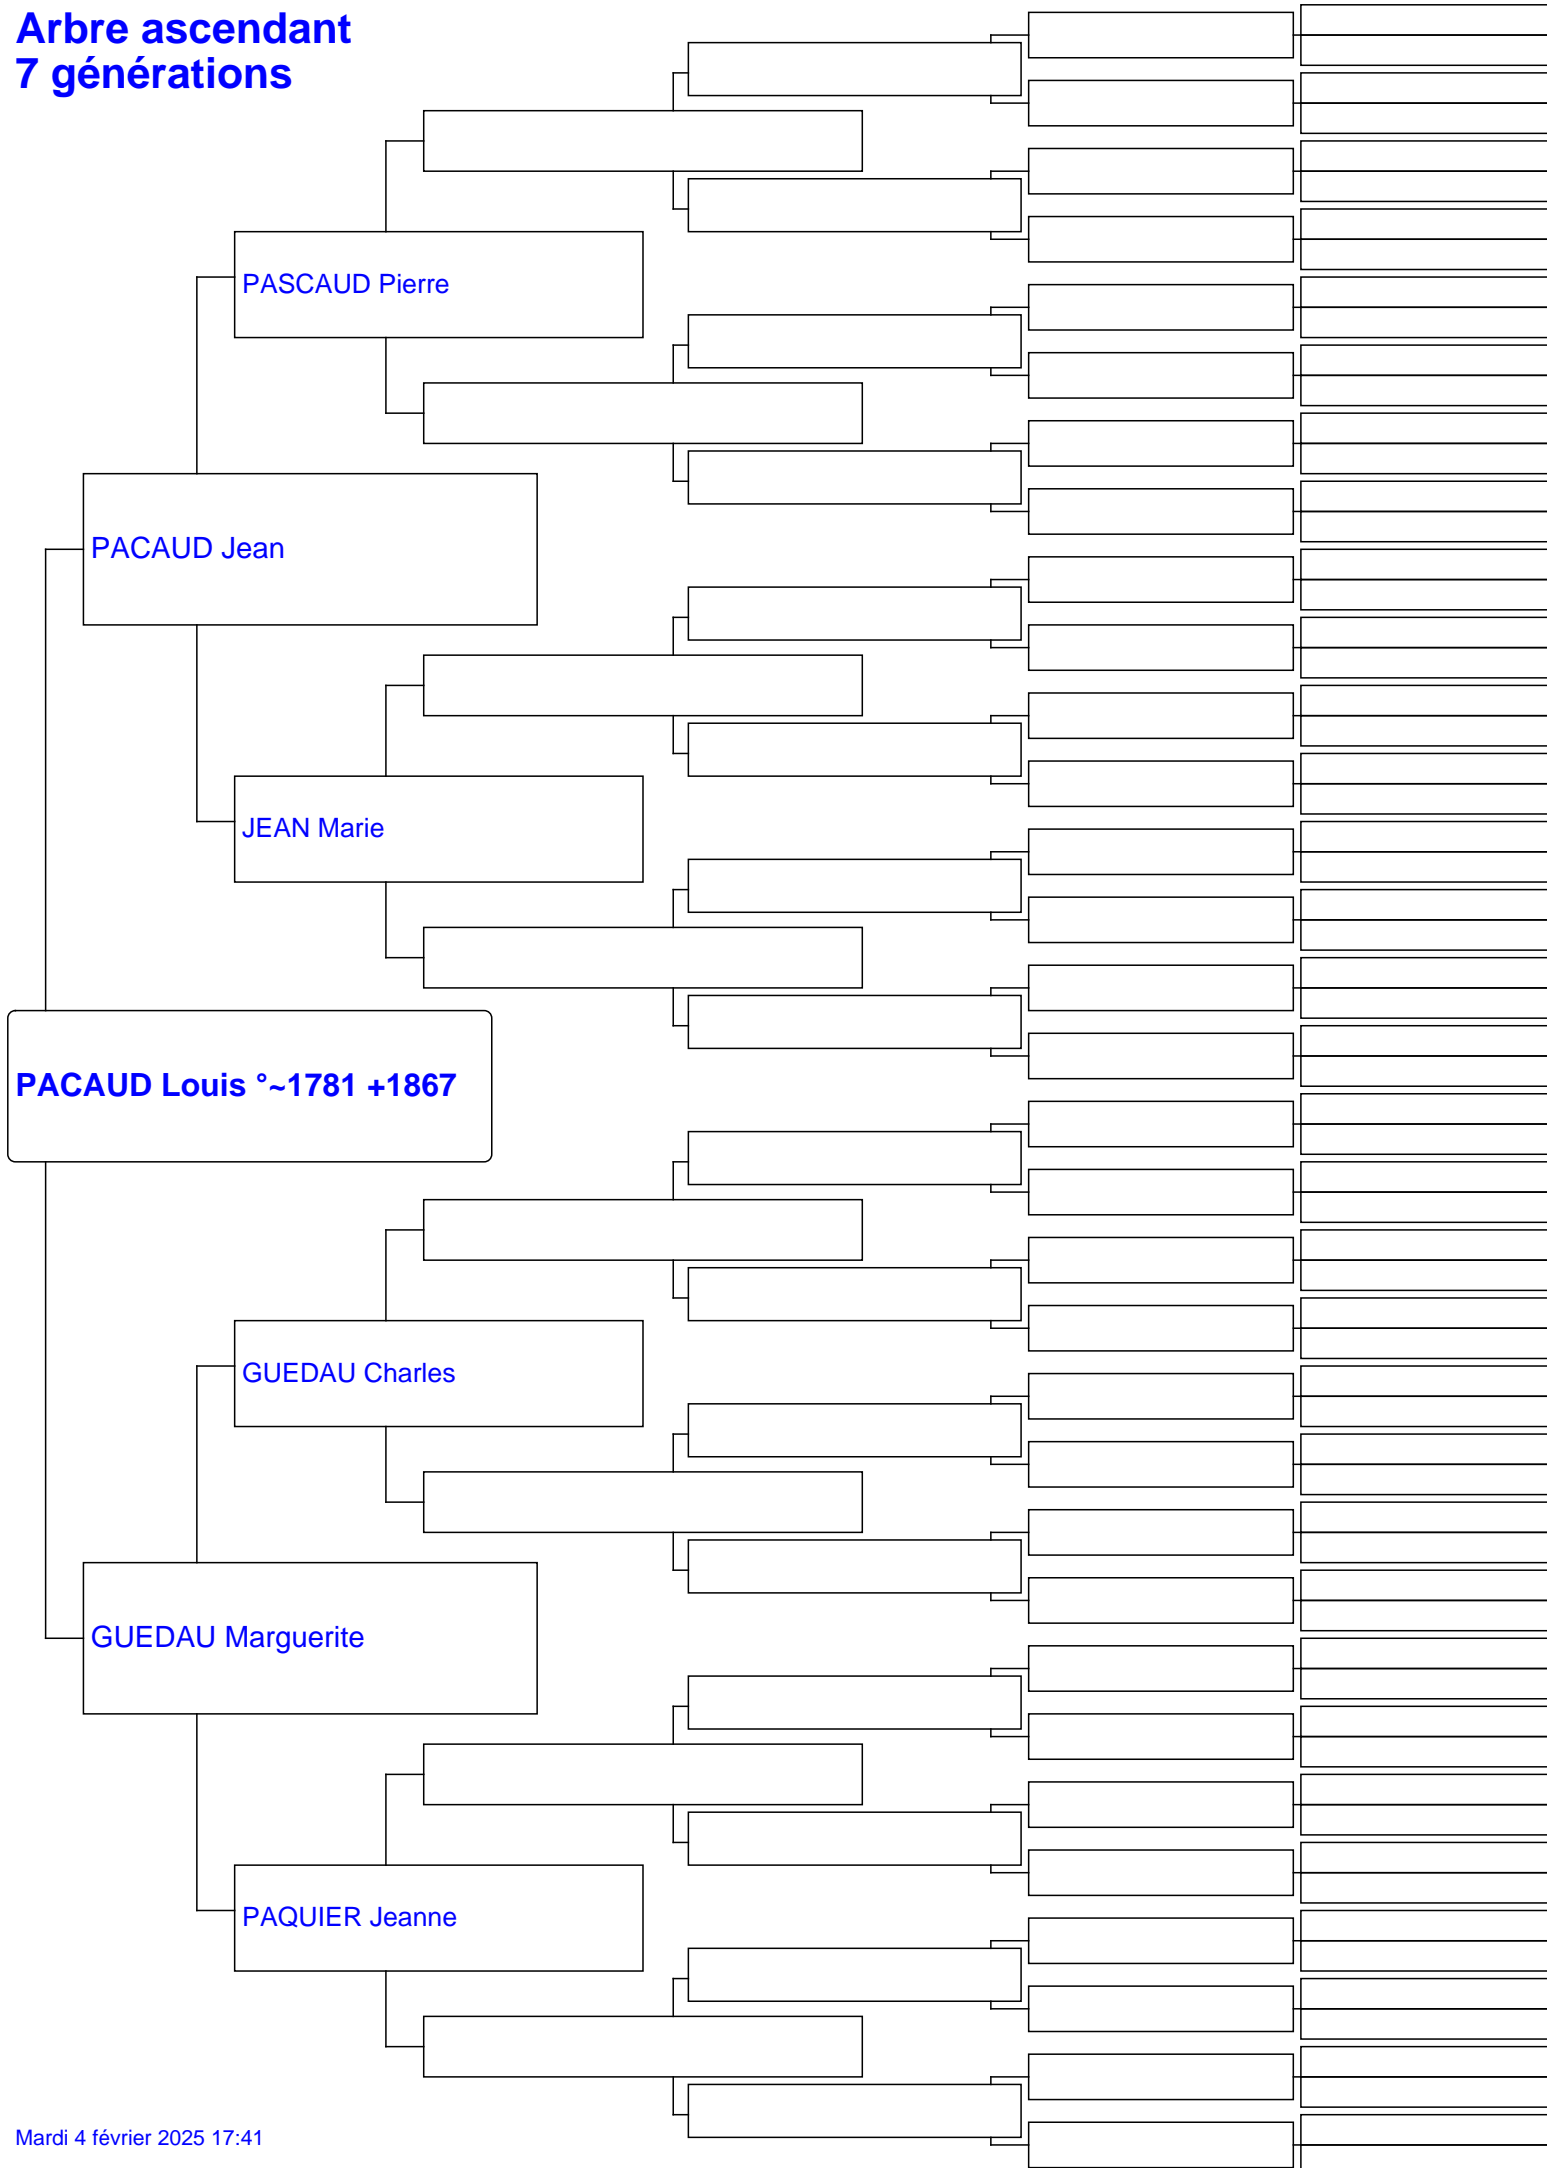 Arbre ascendant
7 générations
PASCAUD Pierre
PACAUD Jean
JEAN Marie
PACAUD Louis °~1781 +1867
GUEDAU Charles
GUEDAU Marguerite
PAQUIER Jeanne
Mardi 4 février 2025 17:41